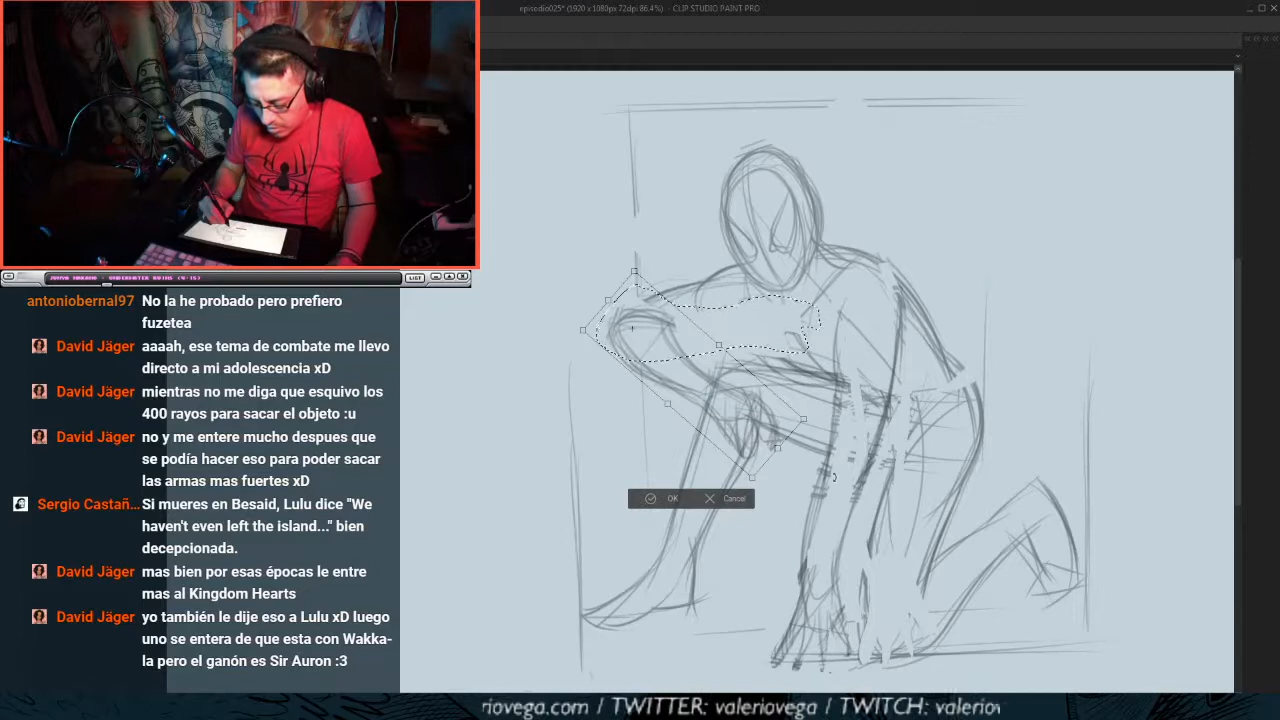 epitodio025* (1920 x 1080px 72dpi 86.4%) - CLIP STUDIO PAINT PRO
LIST
antoniobernal97 No la he probado pero prefiero
fuzetea
David Jäger aaaah, ese tema de combate me llevo
directo a mi adolescencia xD
David Jäger mientras no me diga que esquivo los
400 rayos para sacar el objeto :u
David Jäger no y me entere mucho despues que
se podía hacer eso para poder sacar
las armas mas fuertes xD
Sergio Castañ... Si mueres en Besaid, Lulu dice "We
haven't even left the island..." bien
decepcionada.
David Jäger mas bien por esas épocas le entre
mas al Kingdom Hearts
David Jäger yo también le dije eso a Lulu xD luego
uno se entera de que esta con Wakka-
la pero el ganón es Sir Auron :3
OK Cancel
riovega.com / TWITTER: valeriovega / TWITCH: valeriov